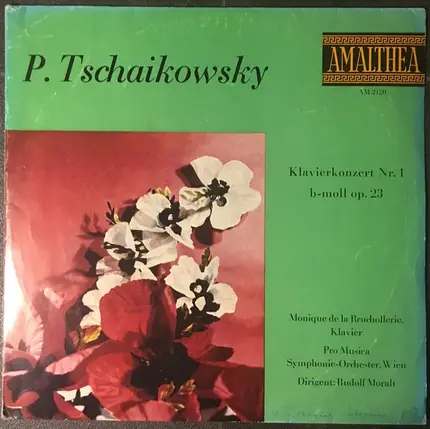 P. Tschaikowsky
AMALTHEA
AM 2120
Klavierkonzert Nr. 1
b-moll op. 23
Monique de la Bruchollerie,
Klavier
Pro Musica
Symphonie-Orchester, Wien
Dirigent: Rudolf Moralt